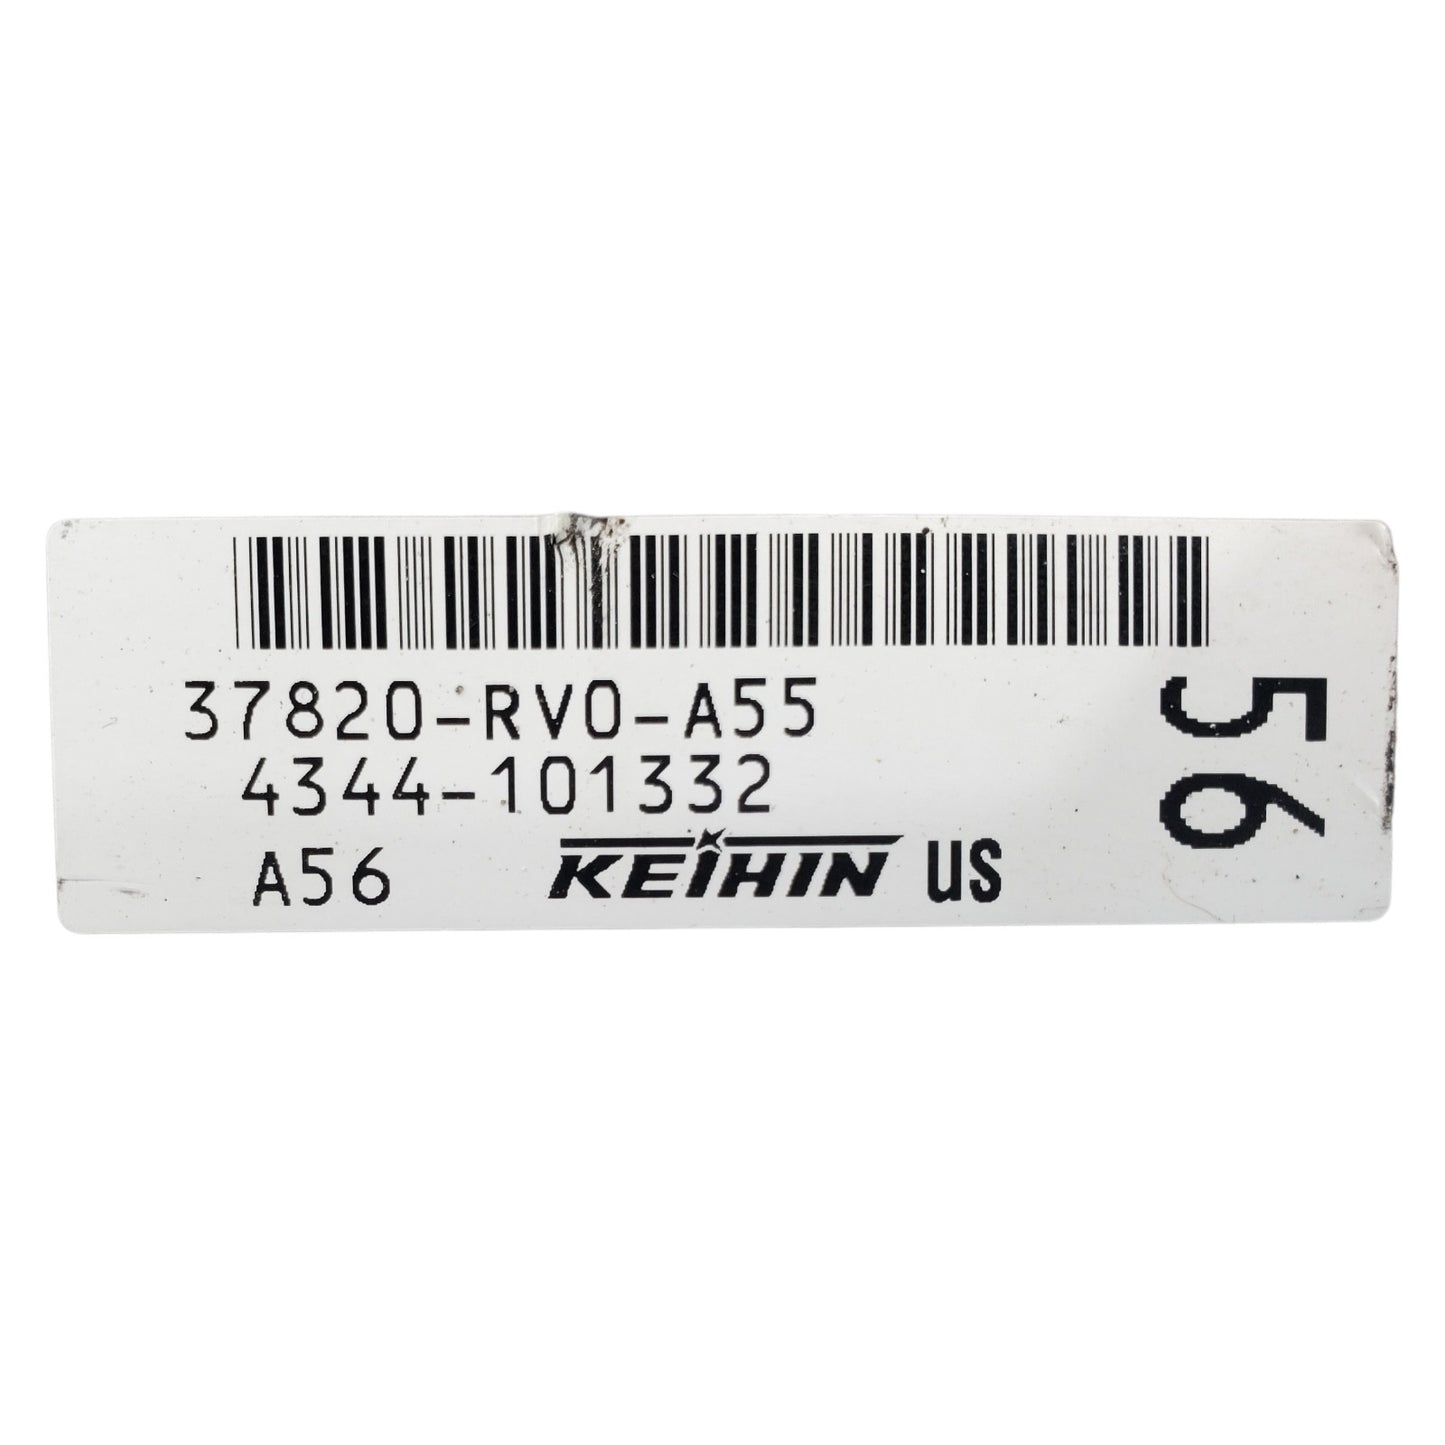 37820-RV0-A55
4344-101332
A56 KEIHIN US
56